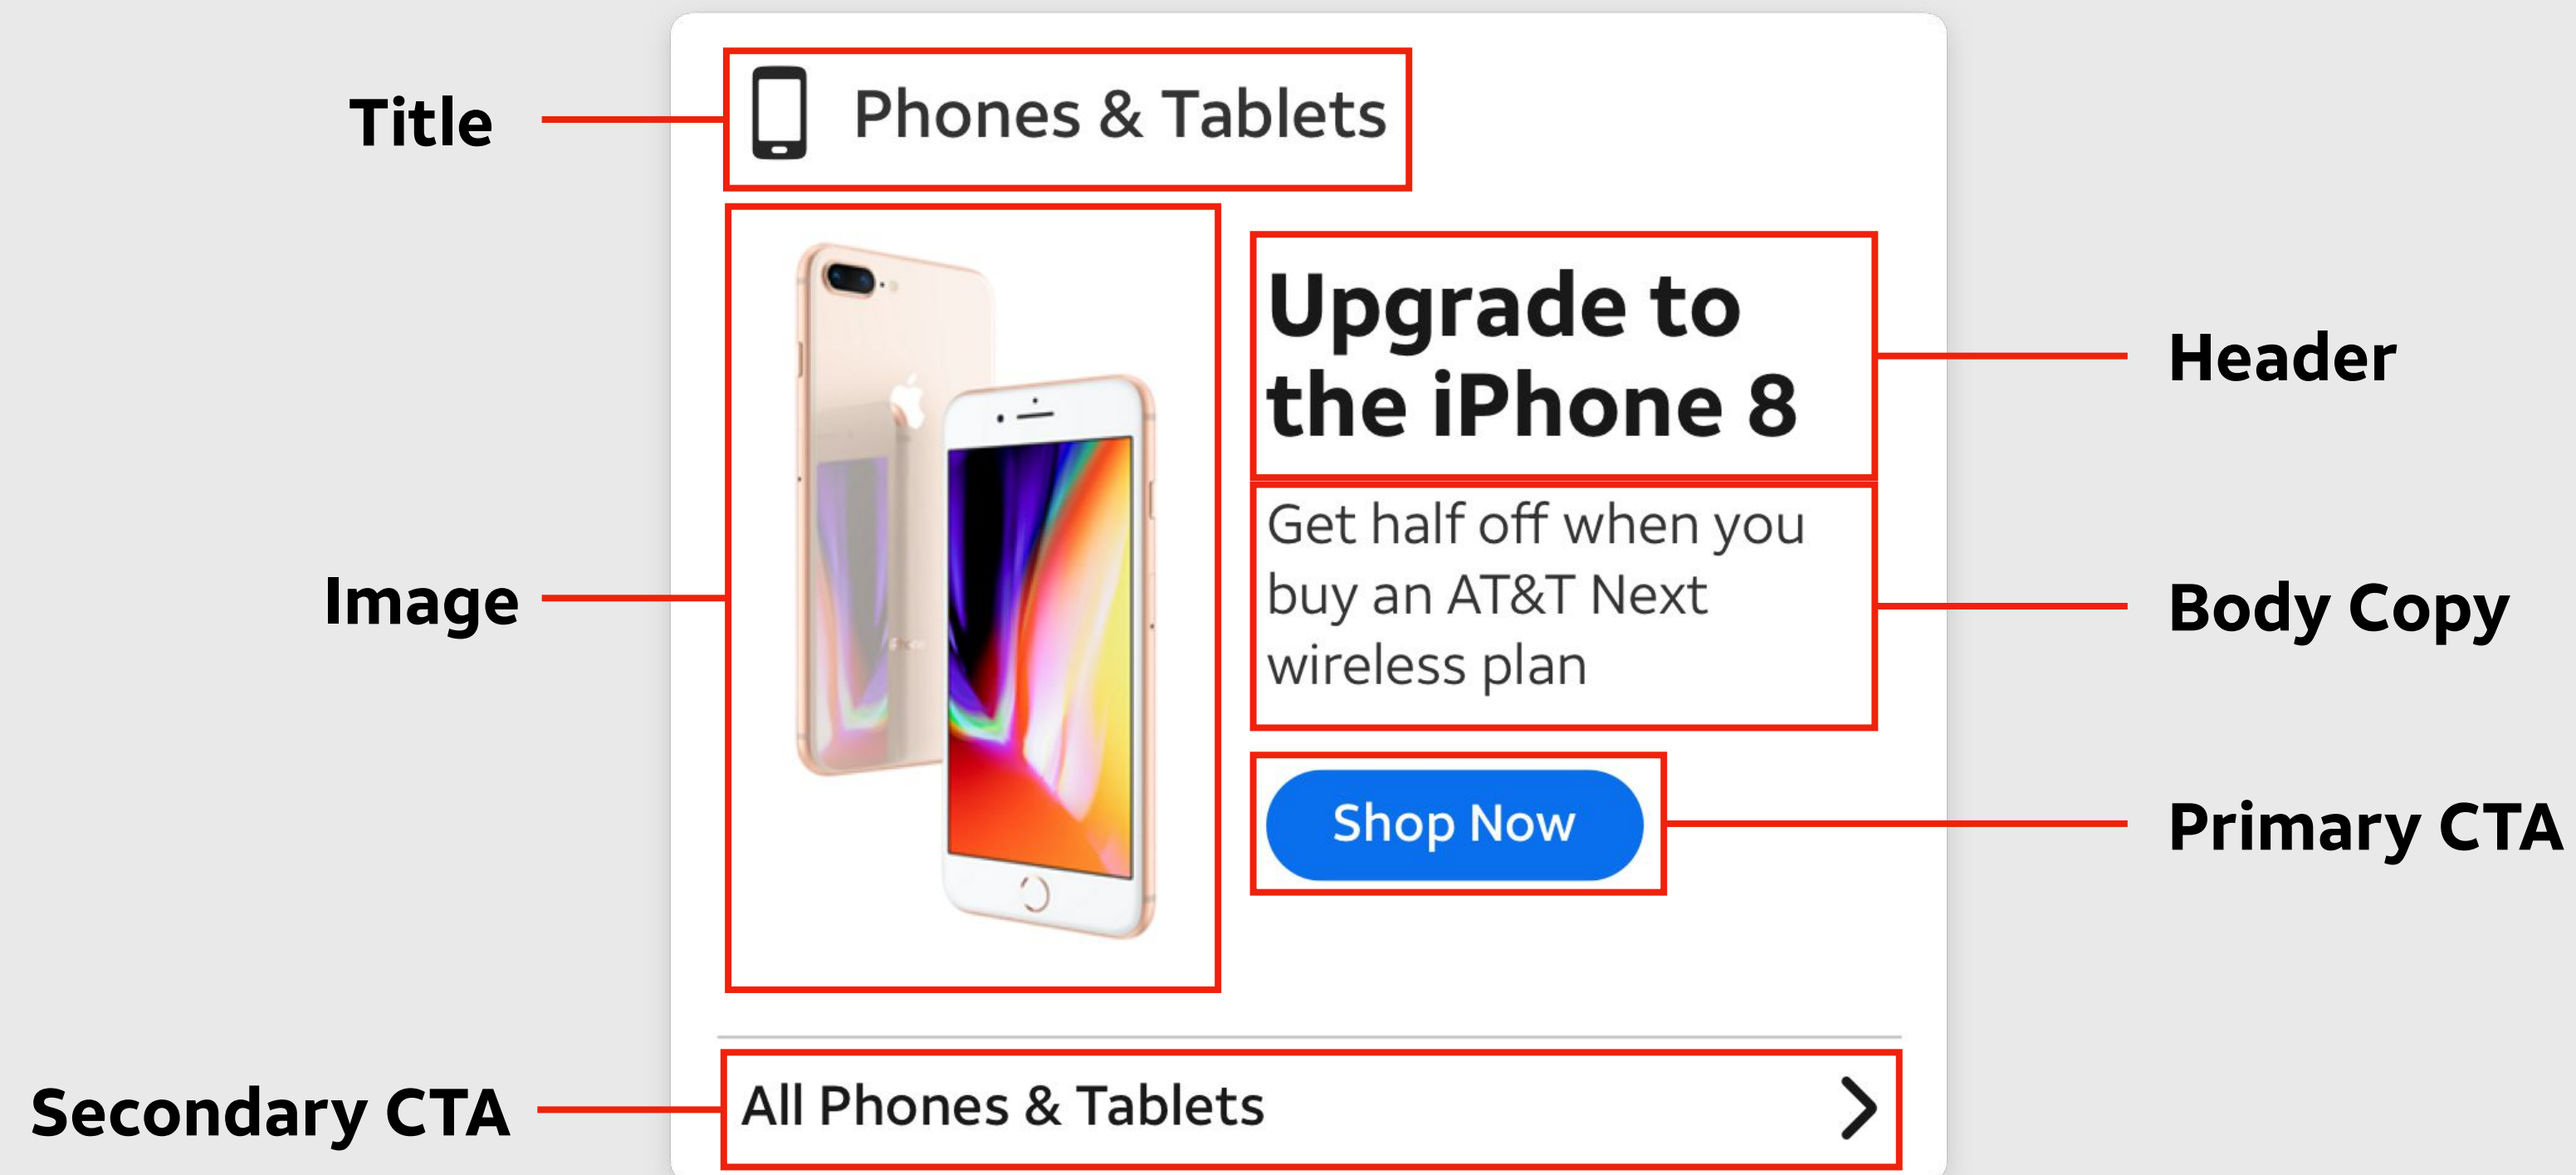 Title
Phones & Tablets
Image
Upgrade to
the iPhone 8
Header
Get half off when you
buy an AT&T Next
wireless plan
Body Copy
Shop Now
Primary CTA
Secondary CTA
All Phones & Tablets